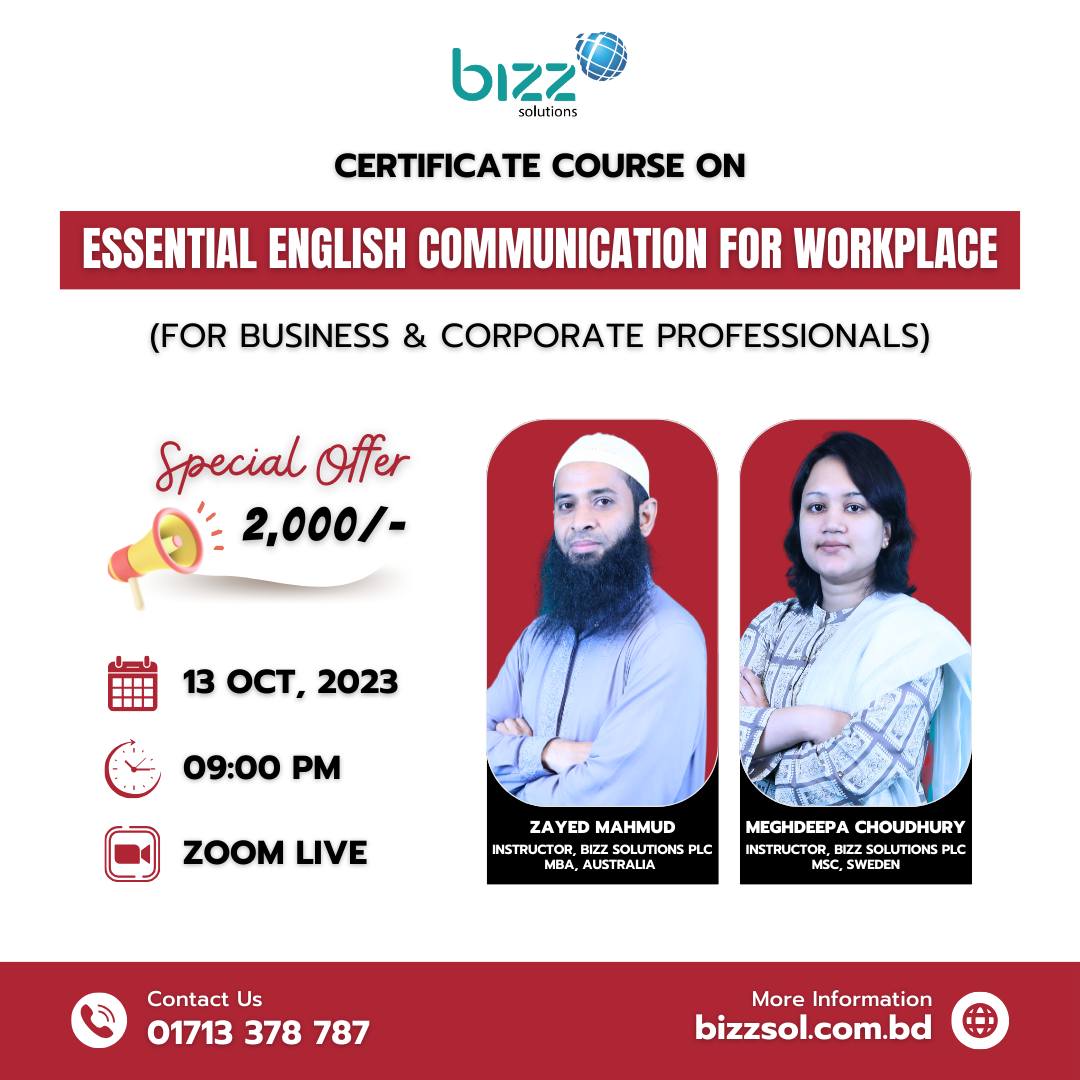 bizz
solutions
CERTIFICATE COURSE ON
ESSENTIAL ENGLISH COMMUNICATION FOR WORKPLACE
(FOR BUSINESS & CORPORATE PROFESSIONALS)
Special Offer
2,000/-
13 OCT, 2023
09:00 PM
ZOOM LIVE
ZAYED MAHMUD
INSTRUCTOR, BIZZ SOLUTIONS PLC
MBA, AUSTRALIA
MEGHDEEPA CHOUDHURY
INSTRUCTOR, BIZZ SOLUTIONS PLC
MSC, SWEDEN
Contact Us
01713 378 787
More Information
bizzsol.com.bd